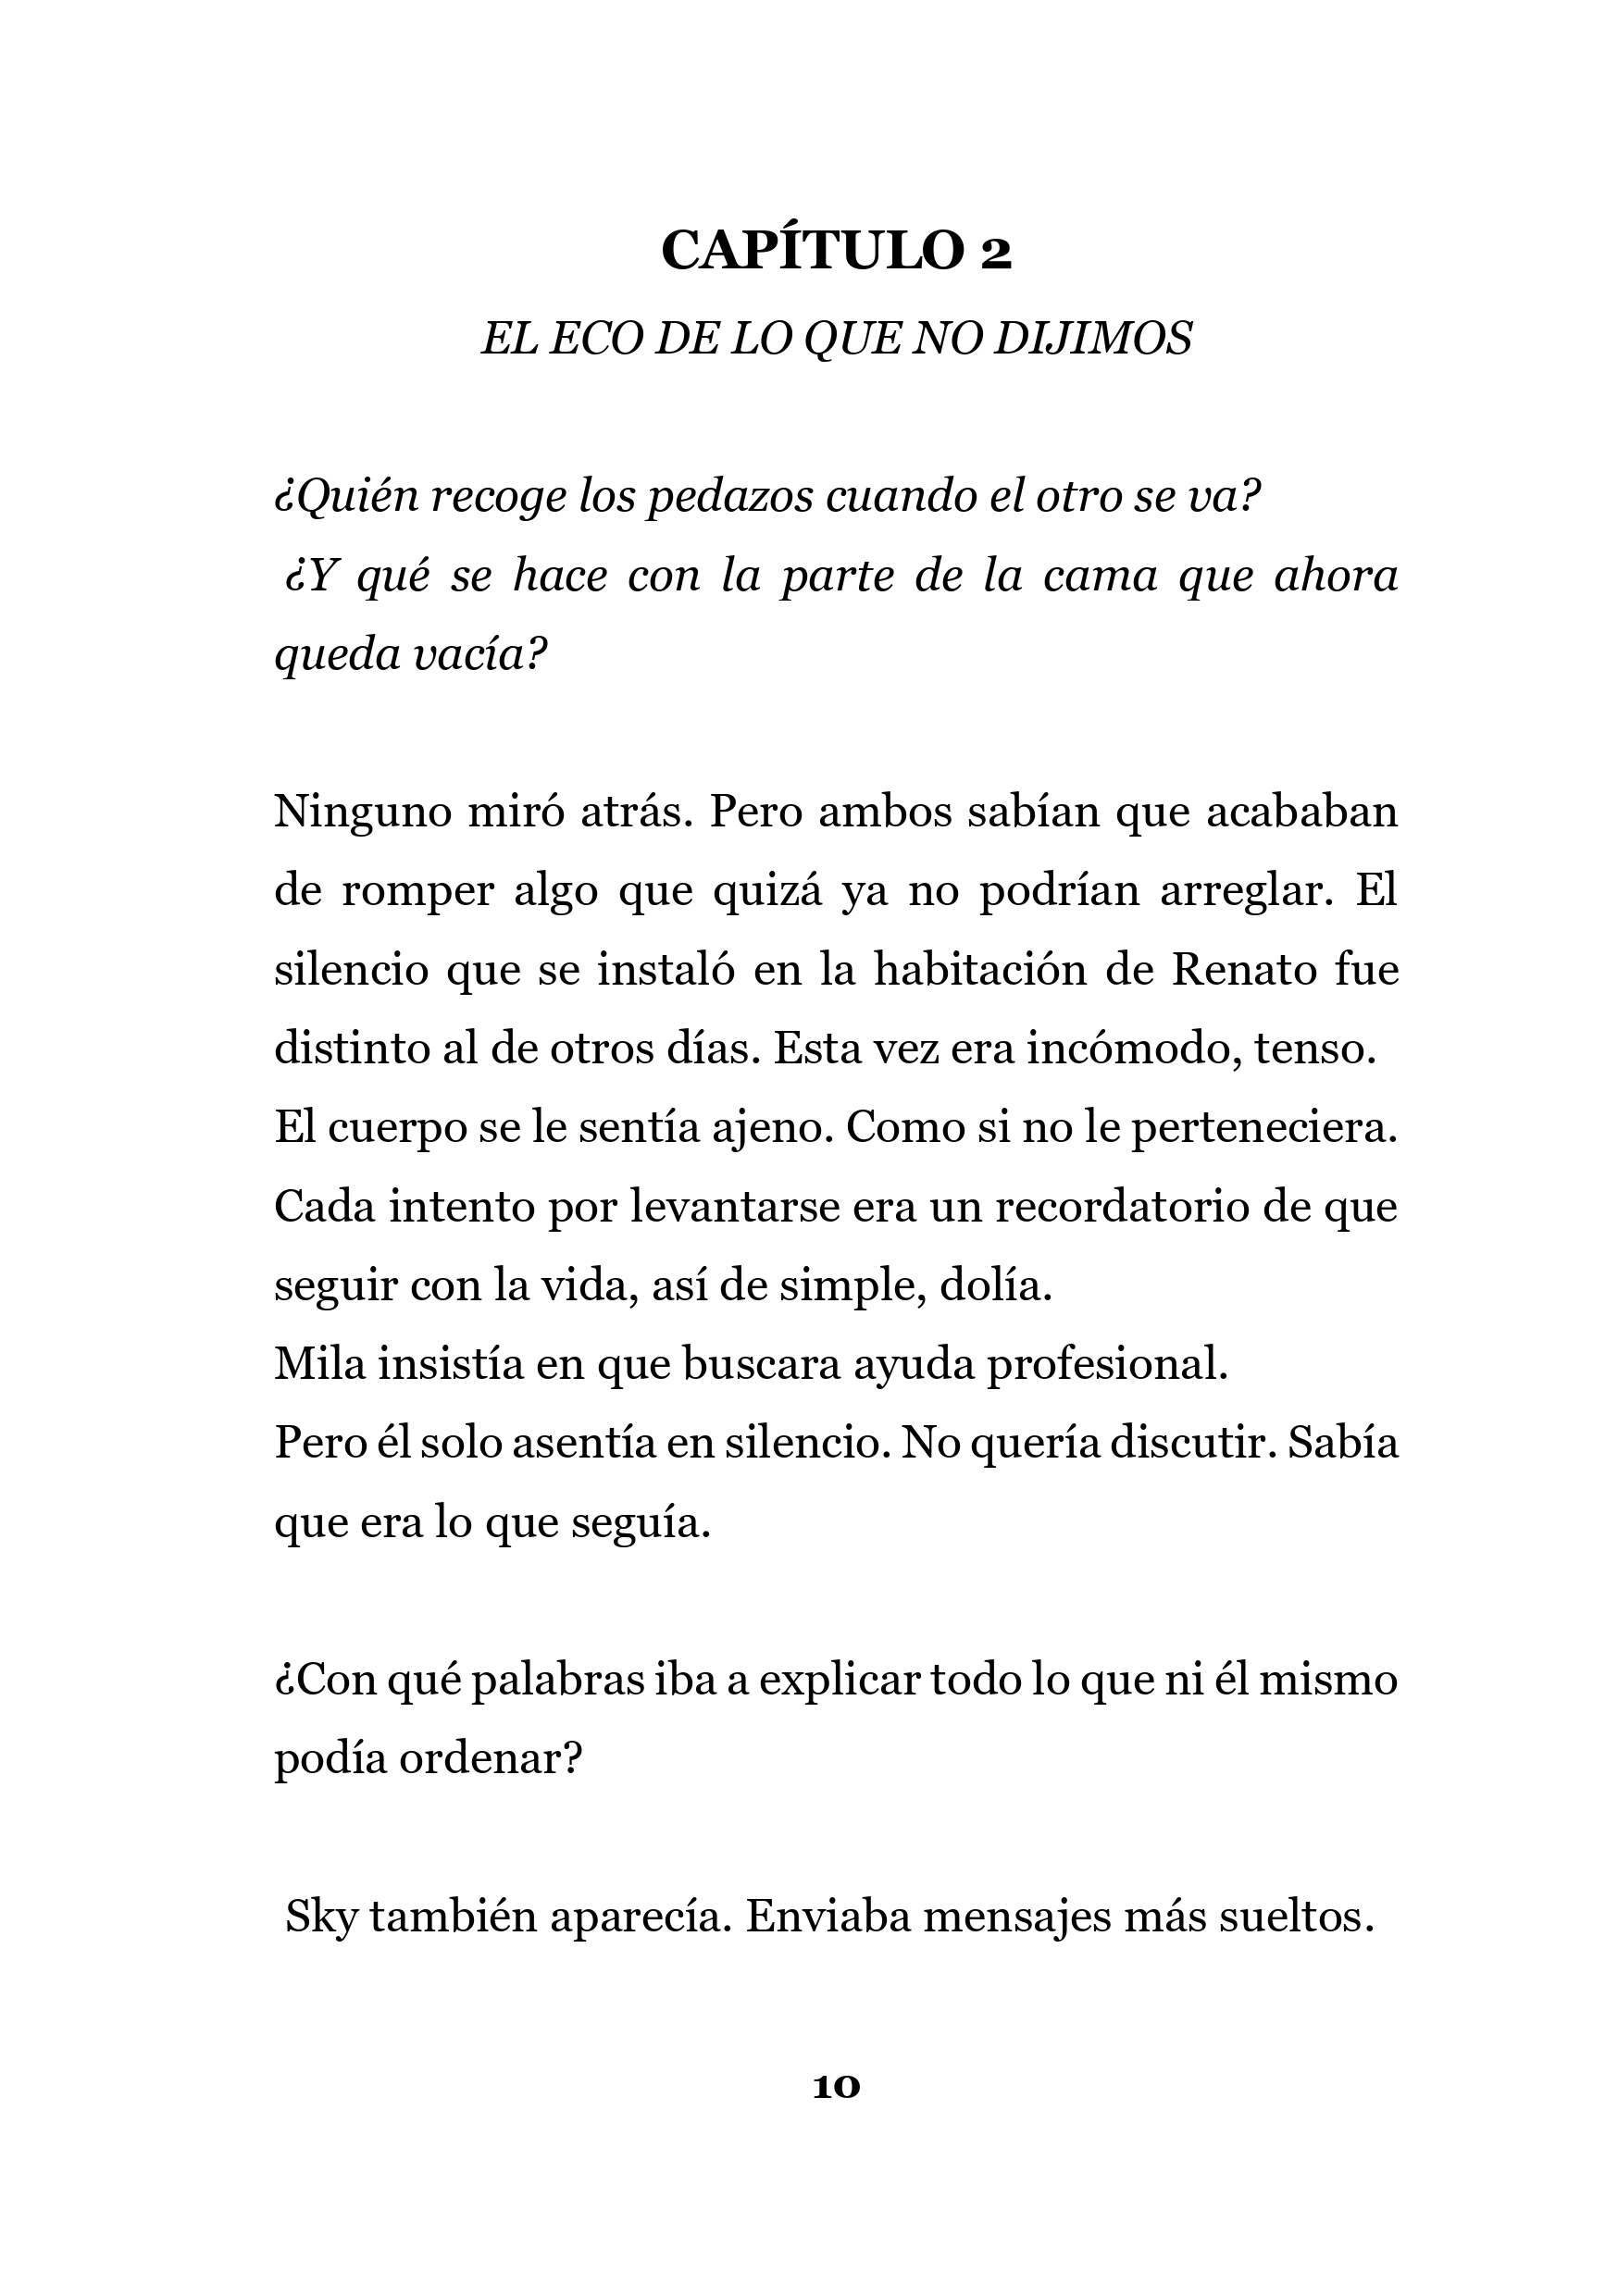 CAPÍTULO 2
EL ECO DE LO QUE NO DIJIMOS
¿Quién recoge los pedazos cuando el otro se va?
¿Y qué se hace con la parte de la cama que ahora
queda vacía?
Ninguno miró atrás. Pero ambos sabían que acababan
de romper algo que quizá ya no podrían arreglar. El
silencio que se instaló en la habitación de Renato fue
distinto al de otros días. Esta vez era incómodo, tenso.
El cuerpo se le sentía ajeno. Como si no le perteneciera.
Cada intento por levantarse era un recordatorio de que
seguir con la vida, así de simple, dolía.
Mila insistía en que buscara ayuda profesional.
Pero él solo asentía en silencio. No quería discutir. Sabía
que era lo que seguía.
¿Con qué palabras iba a explicar todo lo que ni él mismo
podía ordenar?
Sky también aparecía. Enviaba mensajes más sueltos.
10